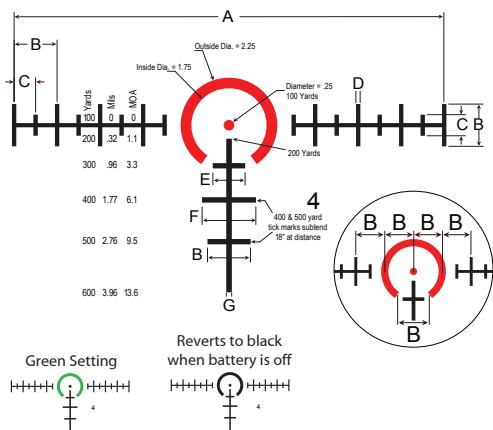 A
B
C
Outside Dia. = 2.25
Inside Dia. = 1.75
Diameter = .25
100 Yards
D
C
B
Yards Mils MOA
100 0 0
200 .32 1.1
300 .96 3.3
400 1.77 6.1
500 2.76 9.5
600 3.96 13.6
200 Yards
E
F
B
G
4
400 & 500 yard
tick marks subtend
18" at distance
B B B B
B
Green Setting
4
Reverts to black
when battery is off
4